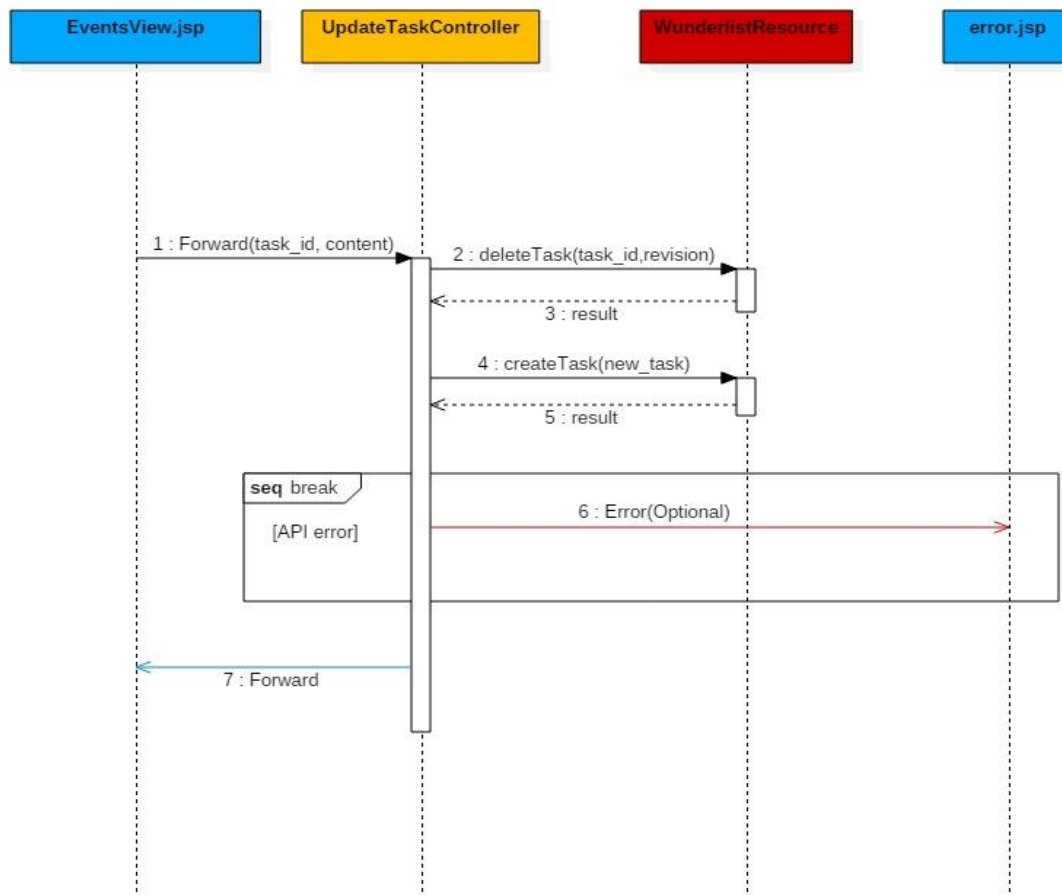 EventsView.jsp
UpdateTaskController
WunderlistResource
error.jsp
1 : Forward(task_id, content)
2 : deleteTask(task_id,revision)
3 : result
4 : createTask(new_task)
5 : result
seq break
[API error]
6 : Error(Optional)
7 : Forward